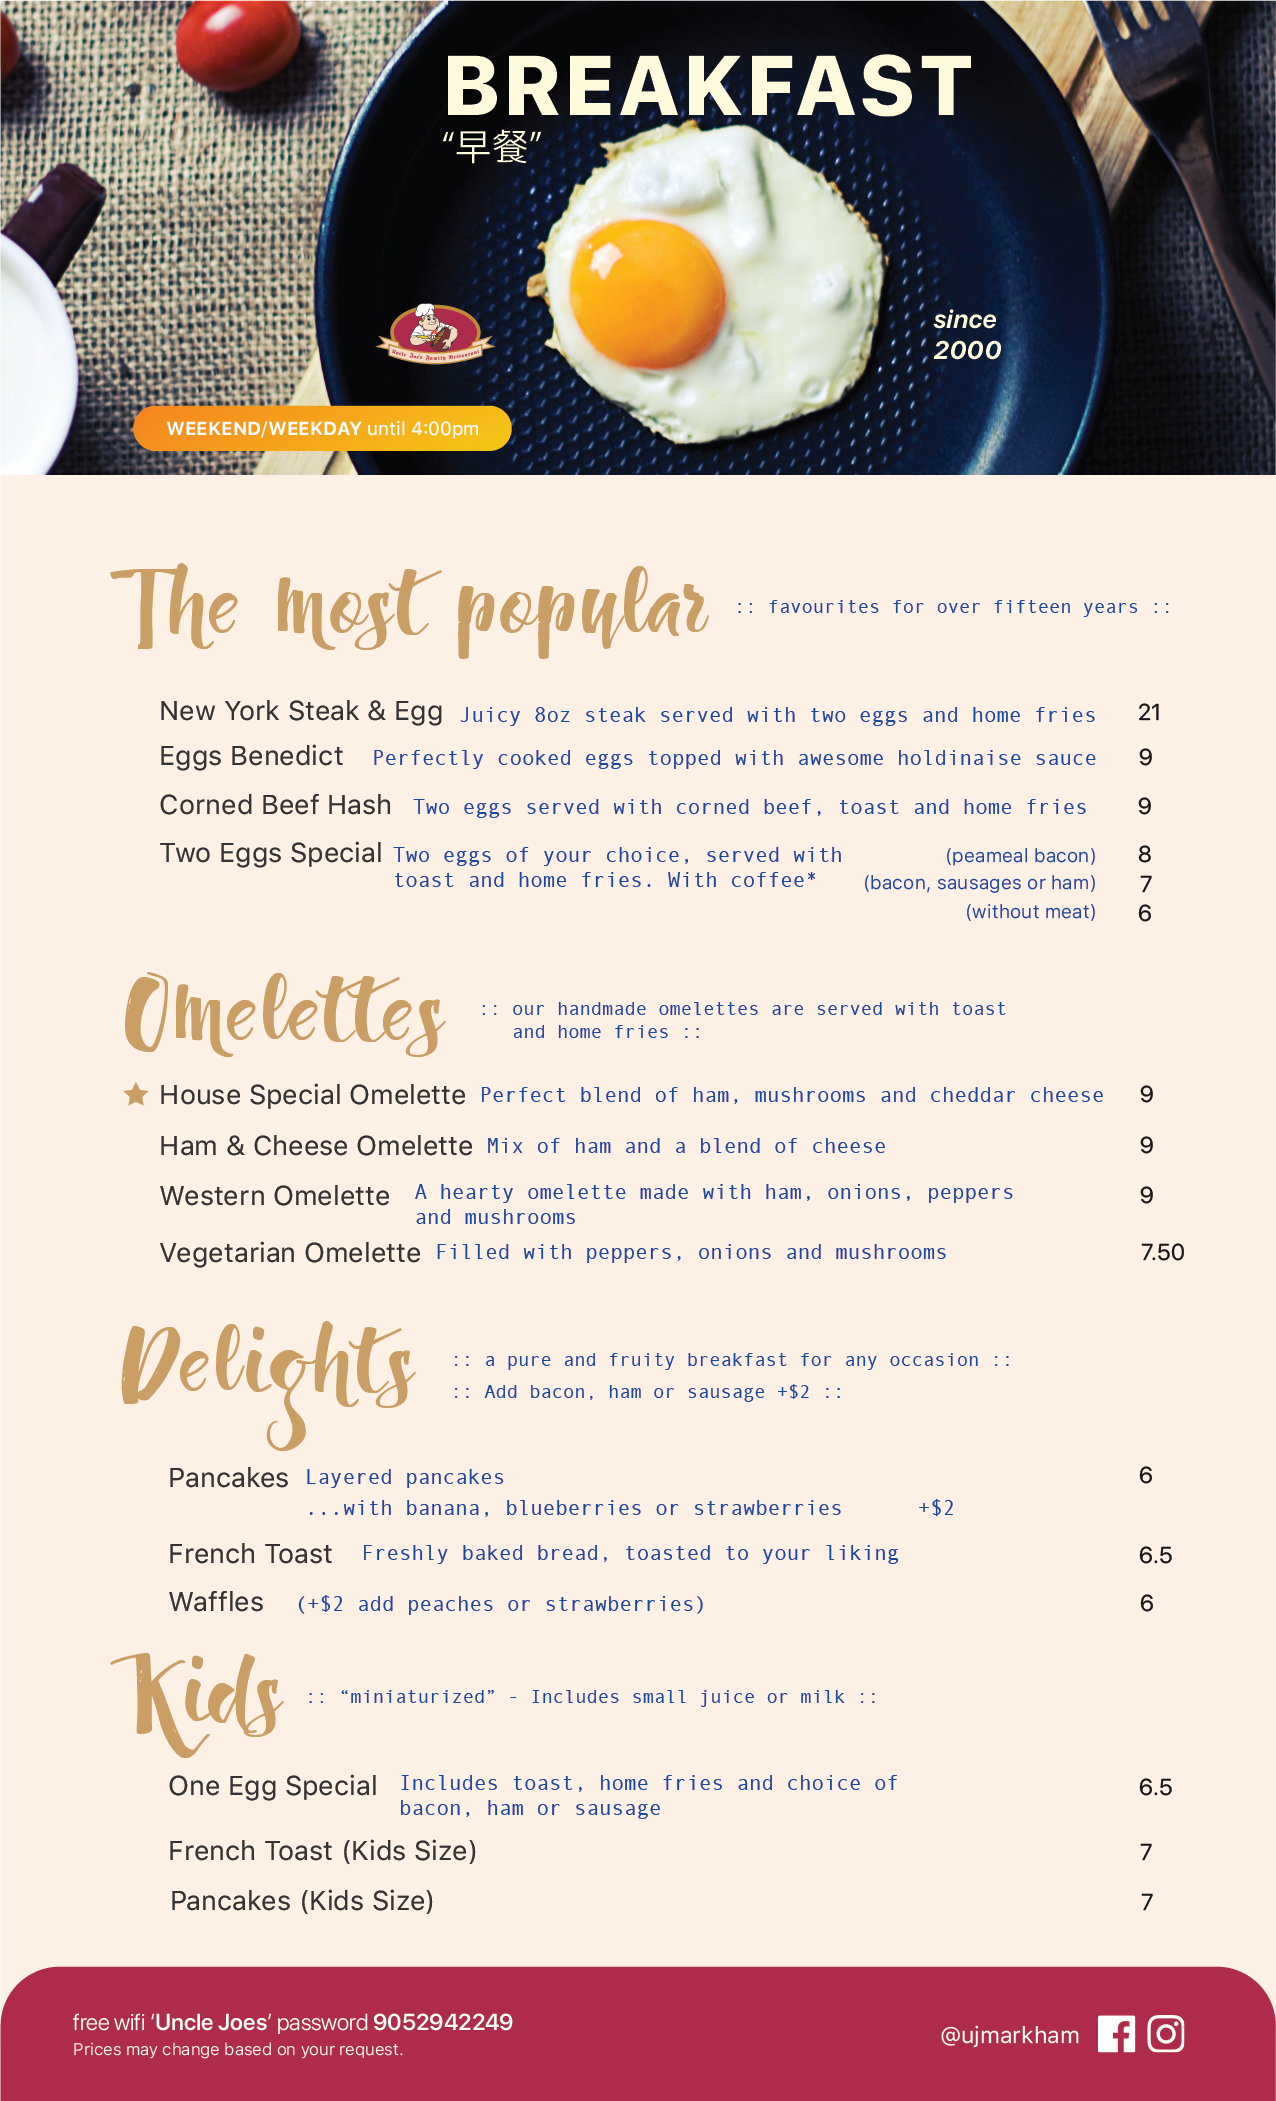 BREAKFAST
“早餐”
Uncle Joe's Family Restaurant
since
2000
WEEKEND/WEEKDAY until 4:00pm
The most popular :: favourites for over fifteen years ::
New York Steak & Egg Juicy 8oz steak served with two eggs and home fries 21
Eggs Benedict Perfectly cooked eggs topped with awesome holdinaise sauce 9
Corned Beef Hash Two eggs served with corned beef, toast and home fries 9
Two Eggs Special Two eggs of your choice, served with (peameal bacon) 8
toast and home fries. With coffee* (bacon, sausages or ham) 7
(without meat) 6
Omelettes :: our handmade omelettes are served with toast
and home fries ::
House Special Omelette Perfect blend of ham, mushrooms and cheddar cheese 9
Ham & Cheese Omelette Mix of ham and a blend of cheese 9
Western Omelette A hearty omelette made with ham, onions, peppers 9
and mushrooms
Vegetarian Omelette Filled with peppers, onions and mushrooms 7.50
Delights :: a pure and fruity breakfast for any occasion ::
:: Add bacon, ham or sausage +$2 ::
Pancakes Layered pancakes 6
...with banana, blueberries or strawberries +$2
French Toast Freshly baked bread, toasted to your liking 6.5
Waffles (+$2 add peaches or strawberries) 6
Kids :: “miniaturized” - Includes small juice or milk ::
One Egg Special Includes toast, home fries and choice of 6.5
bacon, ham or sausage
French Toast (Kids Size) 7
Pancakes (Kids Size) 7
free wifi ‘Uncle Joes’ password 9052942249
Prices may change based on your request.
@ujmarkham